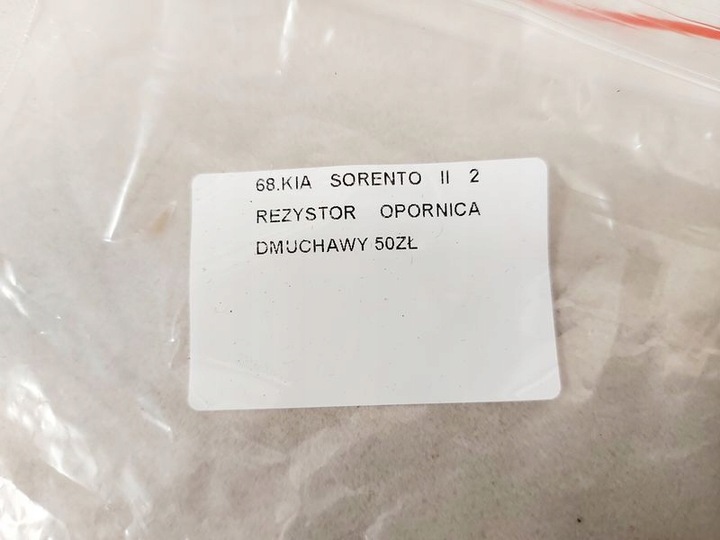 68.KIA SORENTO II 2
REZYSTOR OPORNICA
DMUCHAWY 50ZŁ